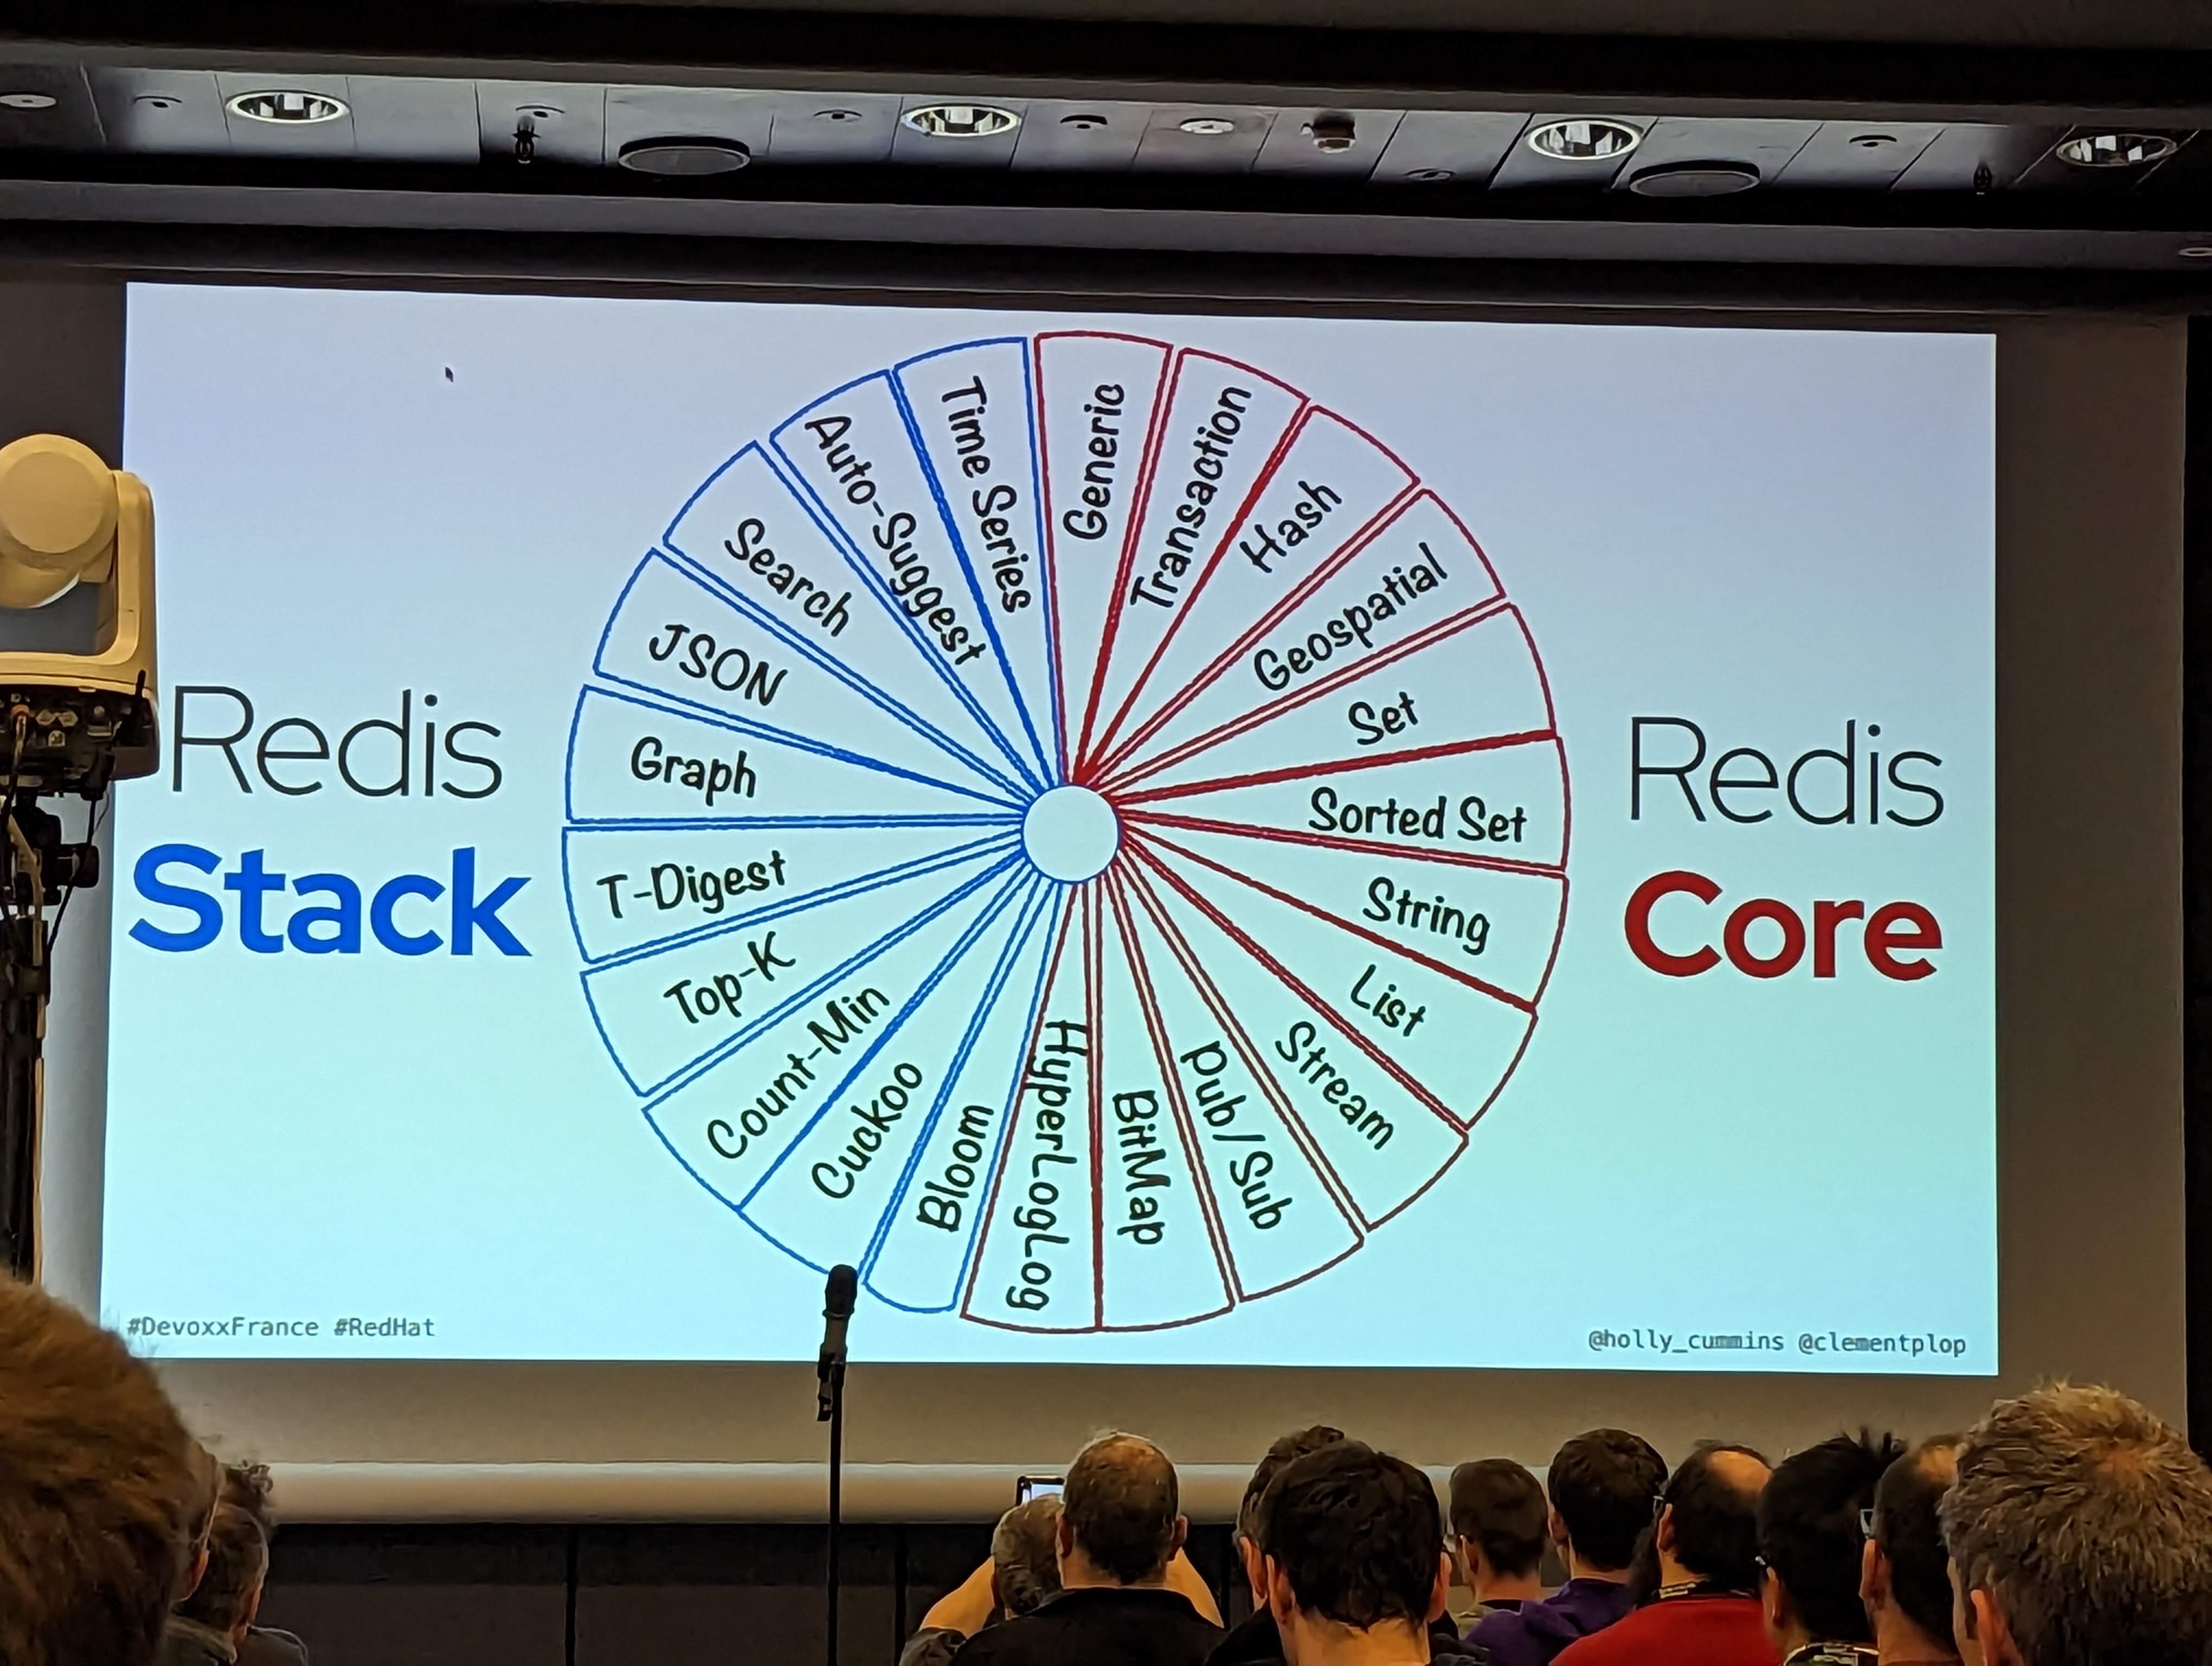 Redis
Stack
Time Series
Auto-Suggest
Search
JSON
Graph
T-Digest
Top-K
Count-Min
Cuckoo
Bloom
Generic
Transaction
Hash
Geospatial
Set
Sorted Set
String
List
Stream
Pub/Sub
BitMap
HyperLogLog
Redis
Core
#DevoxxFrance #RedHat
@holly_cummins @clementplop